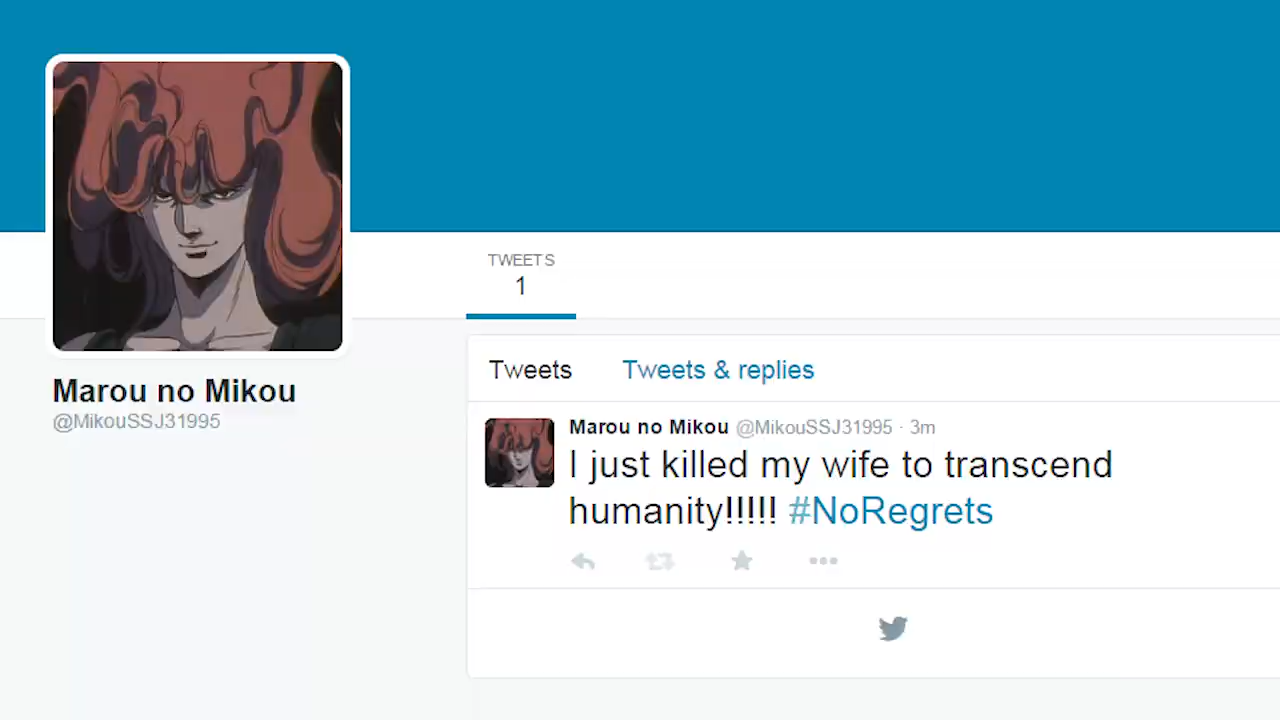 TWEETS
1
Marou no Mikou
@MikouSSJ31995
Tweets Tweets & replies
Marou no Mikou @MikouSSJ31995 · 3m
I just killed my wife to transcend
humanity!!!!! #NoRegrets